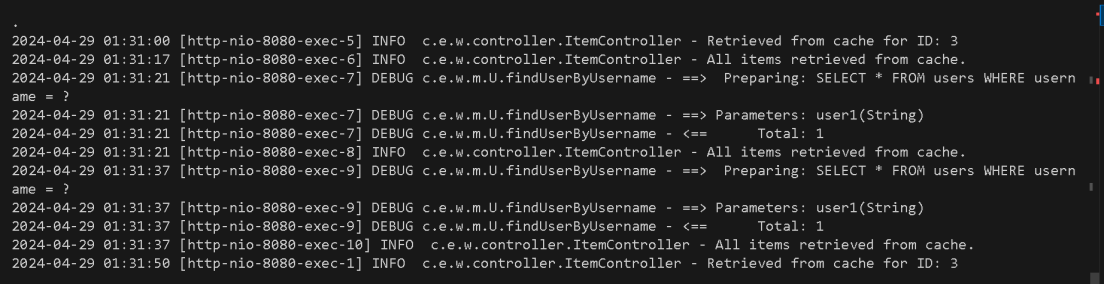 .
2024-04-29 01:31:00 [http-nio-8080-exec-5] INFO  c.e.w.controller.ItemController - Retrieved from cache for ID: 3
2024-04-29 01:31:17 [http-nio-8080-exec-6] INFO  c.e.w.controller.ItemController - All items retrieved from cache.
2024-04-29 01:31:21 [http-nio-8080-exec-7] DEBUG c.e.w.m.U.findUserByUsername - ==>  Preparing: SELECT * FROM users WHERE usern
ame = ?
2024-04-29 01:31:21 [http-nio-8080-exec-7] DEBUG c.e.w.m.U.findUserByUsername - ==> Parameters: user1(String)
2024-04-29 01:31:21 [http-nio-8080-exec-7] DEBUG c.e.w.m.U.findUserByUsername - <==      Total: 1
2024-04-29 01:31:21 [http-nio-8080-exec-8] INFO  c.e.w.controller.ItemController - All items retrieved from cache.
2024-04-29 01:31:37 [http-nio-8080-exec-9] DEBUG c.e.w.m.U.findUserByUsername - ==>  Preparing: SELECT * FROM users WHERE usern
ame = ?
2024-04-29 01:31:37 [http-nio-8080-exec-9] DEBUG c.e.w.m.U.findUserByUsername - ==> Parameters: user1(String)
2024-04-29 01:31:37 [http-nio-8080-exec-9] DEBUG c.e.w.m.U.findUserByUsername - <==      Total: 1
2024-04-29 01:31:37 [http-nio-8080-exec-10] INFO  c.e.w.controller.ItemController - All items retrieved from cache.
2024-04-29 01:31:50 [http-nio-8080-exec-1] INFO  c.e.w.controller.ItemController - Retrieved from cache for ID: 3